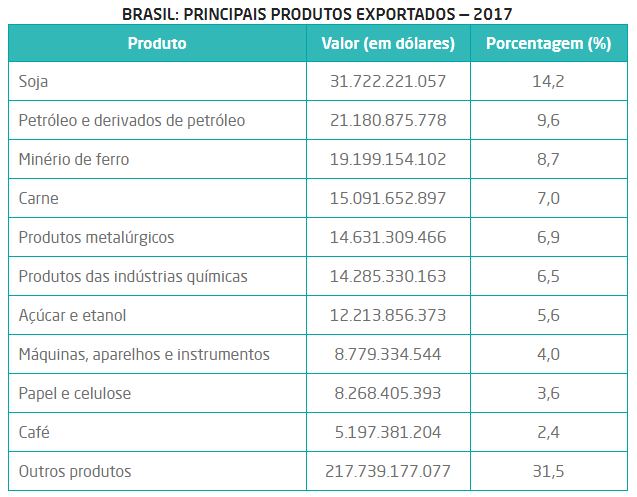 BRASIL: PRINCIPAIS PRODUTOS EXPORTADOS — 2017
Produto Valor (em dólares) Porcentagem (%)
Soja 31.722.221.057 14,2
Petróleo e derivados de petróleo 21.180.875.778 9,6
Minério de ferro 19.199.154.102 8,7
Carne 15.091.652.897 7,0
Produtos metalúrgicos 14.631.309.466 6,9
Produtos das indústrias químicas 14.285.330.163 6,5
Açúcar e etanol 12.213.856.373 5,6
Máquinas, aparelhos e instrumentos 8.779.334.544 4,0
Papel e celulose 8.268.405.393 3,6
Café 5.197.381.204 2,4
Outros produtos 217.739.177.077 31,5